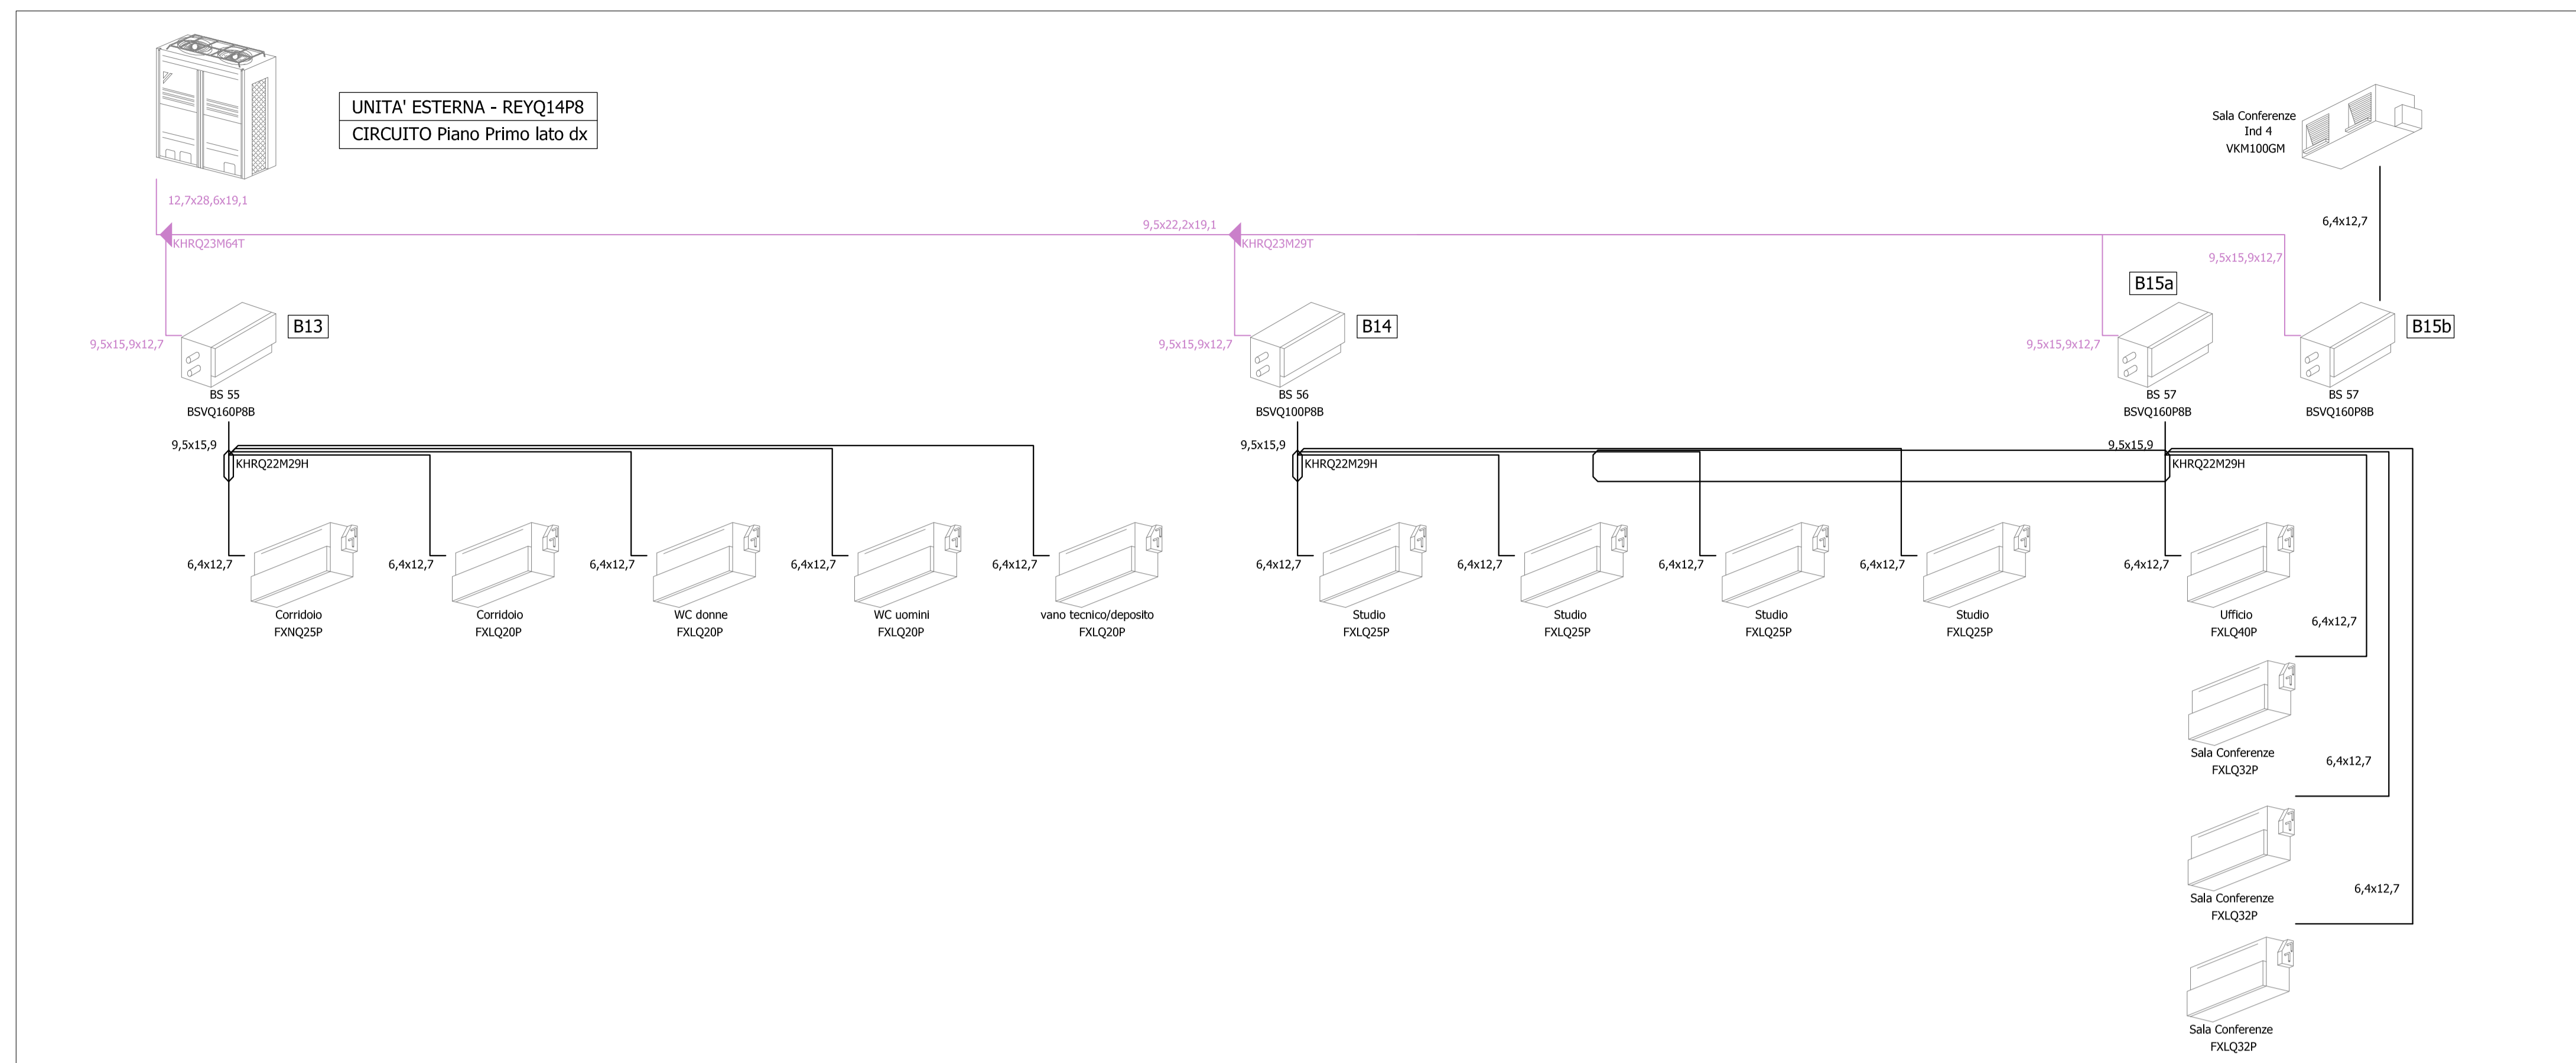 UNITA' ESTERNA - REYQ14P8
CIRCUITO Piano Primo lato dx
Sala Conferenze
Ind 4
VKM100GM
12,7x28,6x19,1
KHRQ23M64T
9,5x22,2x19,1
KHRQ23M29T
6,4x12,7
9,5x15,9x12,7
B15a
B13
B14
B15b
9,5x15,9x12,7
9,5x15,9x12,7
9,5x15,9x12,7
BS 55
BSVQ160P8B
BS 56
BSVQ100P8B
BS 57
BSVQ160P8B
BS 57
BSVQ160P8B
9,5x15,9
KHRQ22M29H
9,5x15,9
KHRQ22M29H
9,5x15,9
KHRQ22M29H
6,4x12,7
6,4x12,7
6,4x12,7
6,4x12,7
6,4x12,7
6,4x12,7
6,4x12,7
6,4x12,7
6,4x12,7
6,4x12,7
Corridoio
FXNQ25P
Corridoio
FXLQ20P
WC donne
FXLQ20P
WC uomini
FXLQ20P
vano tecnico/deposito
FXLQ20P
Studio
FXLQ25P
Studio
FXLQ25P
Studio
FXLQ25P
Studio
FXLQ25P
Ufficio
FXLQ40P
6,4x12,7
Sala Conferenze
FXLQ32P
6,4x12,7
Sala Conferenze
FXLQ32P
6,4x12,7
Sala Conferenze
FXLQ32P